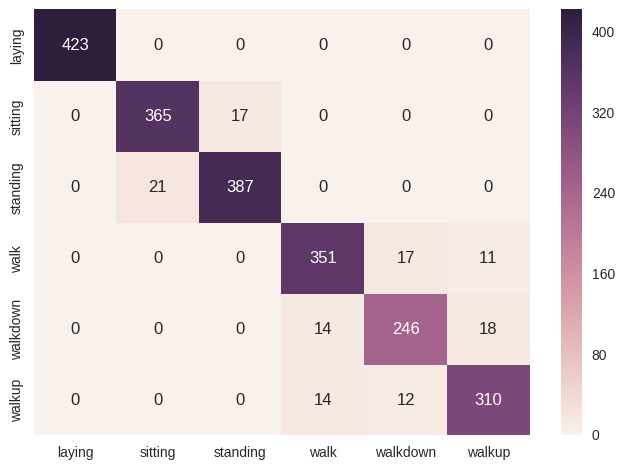 laying 423 0 0 0 0 0
sitting 0 365 17 0 0 0
standing 0 21 387 0 0 0
walk 0 0 0 351 17 11
walkdown 0 0 0 14 246 18
walkup 0 0 0 14 12 310
laying sitting standing walk walkdown walkup
400
320
240
160
80
0